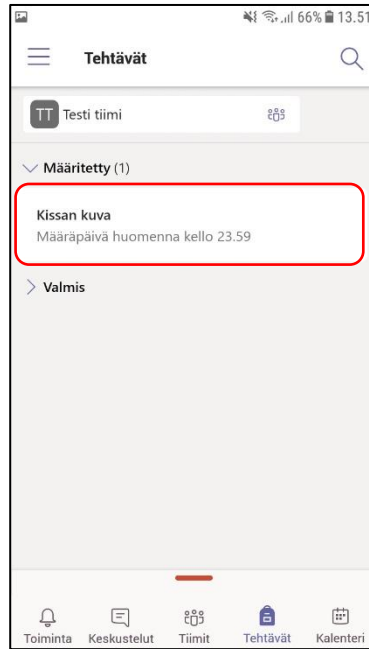 66% 13.51
Tehtävät
TT Testi tiimi
Määritetty (1)
Kissan kuva
Määräpäivä huomenna kello 23.59
Valmis
Toiminta Keskustelut Tiimit Tehtävät Kalenteri